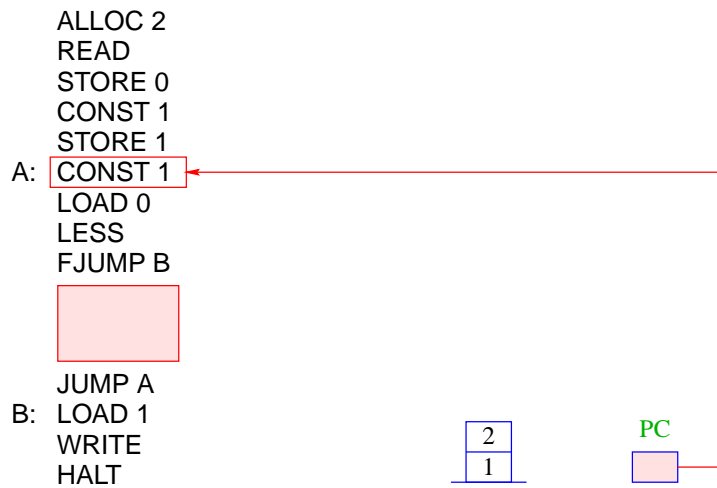 ALLOC 2
READ
STORE 0
CONST 1
STORE 1
A: CONST 1
LOAD 0
LESS
FJUMP B
JUMP A
B: LOAD 1
WRITE
HALT
2
1
PC